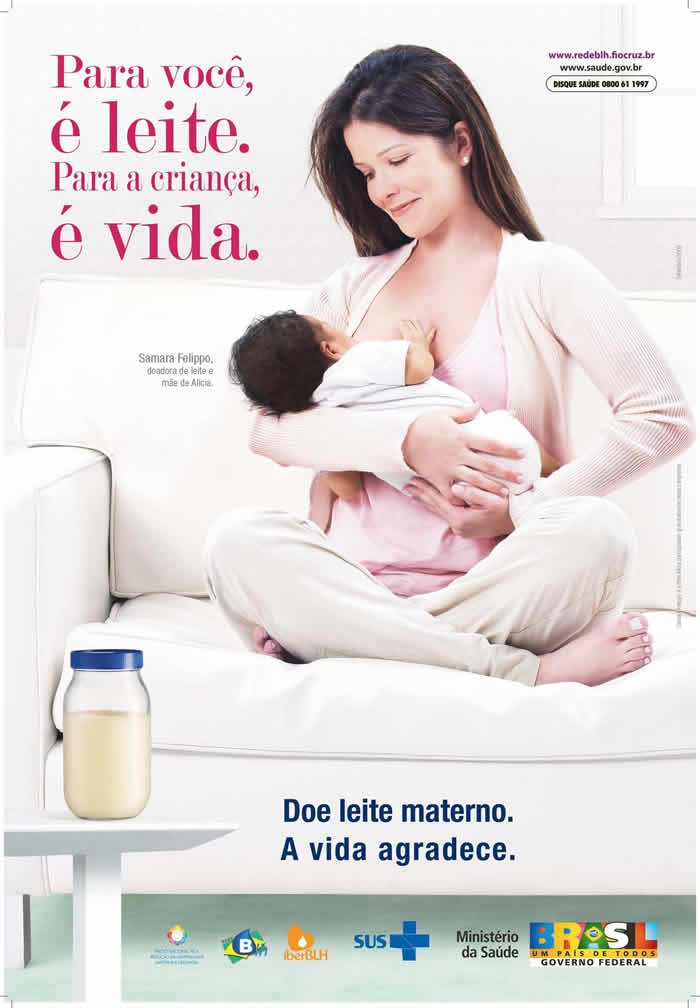 Para você,
é leite.
Para a criança,
é vida.
www.redeblh.fiocruz.br
www.saude.gov.br
DISQUE SAÚDE 0800 61 1997
Samara Felippo,
doadora de leite e
mãe de Alícia.
Doe leite materno.
A vida agradece.
B
iberBLH
SUS
Ministério
da Saúde
BRASIL
UM PAÍS DE TODOS
GOVERNO FEDERAL